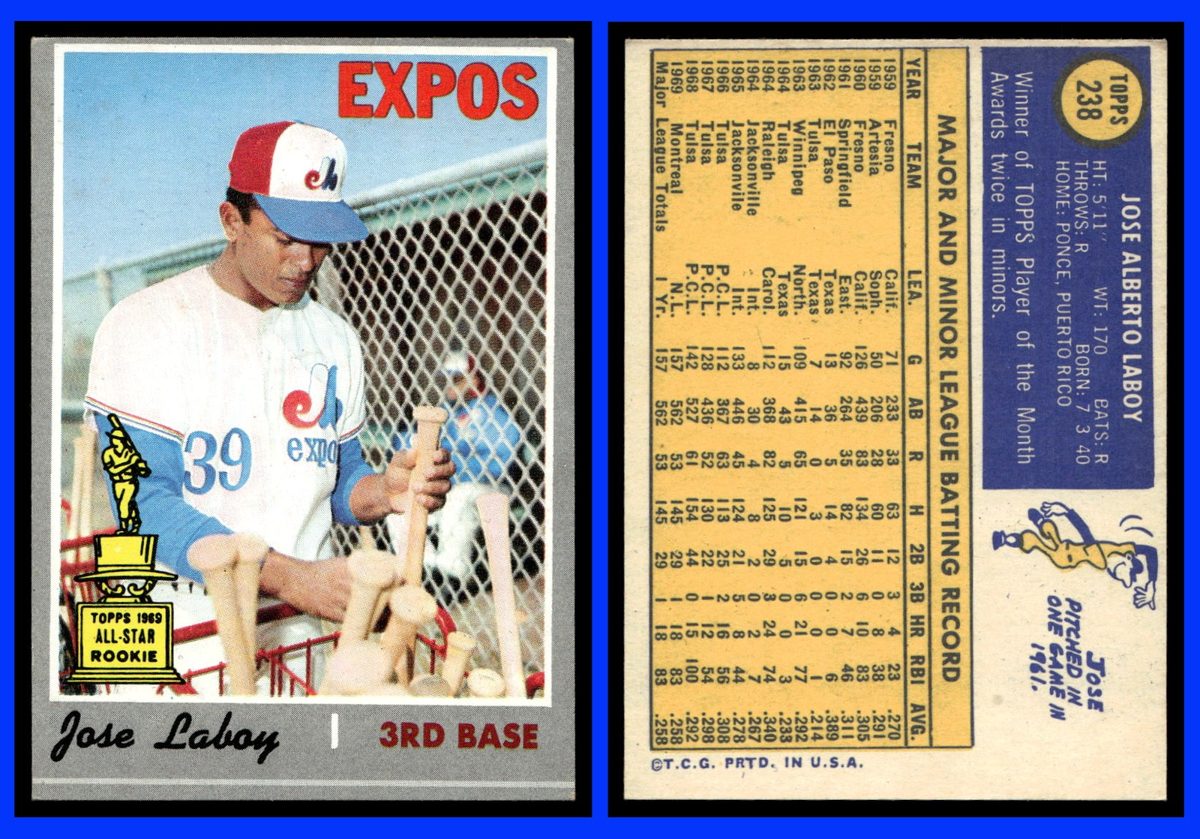 EXPOS
expo
39
TOPPS 1969
ALL-STAR
ROOKIE
Jose Laboy
3RD BASE
TOPPS
238
JOSE ALBERTO LABOY
HT: 5'11" WT: 170 BATS: R
THROWS: R BORN: 7 3 40
HOME: PONCE, PUERTO RICO
Winner of TOPPS Player of the Month
Awards twice in minors.
JOSE
PITCHED IN
ONE GAME IN
1961.
MAJOR AND MINOR LEAGUE BATTING RECORD
YEAR TEAM LEA. G AB R H 2B 3B HR RBI AVG.
1959 Fresno Calif. 71 233 33 63 12 3 4 23 .270
1959 Artesia Soph. 50 206 28 60 11 2 8 38 .291
1960 Fresno Calif. 126 439 83 134 26 6 10 83 .305
1961 Springfield East. 92 264 35 82 15 2 7 46 .311
1962 El Paso Texas 13 36 5 14 4 0 1 6 .389
1963 Tulsa Texas 7 14 0 3 0 0 0 1 .214
1963 Winnipeg North. 109 415 65 121 15 6 21 77 .292
1964 Tulsa Texas 15 43 5 10 5 0 0 3 .233
1964 Raleigh Carol. 112 368 82 125 29 3 24 74 .340
1964 Jacksonville Int. 8 30 4 8 2 0 2 7 .267
1965 Jacksonville Int. 133 446 45 124 21 5 7 44 .278
1966 Tulsa P.C.L. 112 367 63 113 25 2 16 56 .308
1967 Tulsa P.C.L. 128 436 52 130 22 1 12 54 .298
1968 Tulsa P.C.L. 142 527 61 154 44 2 15 100 .292
1969 Montreal N.L. 157 562 53 145 29 1 18 83 .258
Major League Totals 1 Yr. 157 562 53 145 29 1 18 83 .258
©T.C.G. PRTD. IN U.S.A.